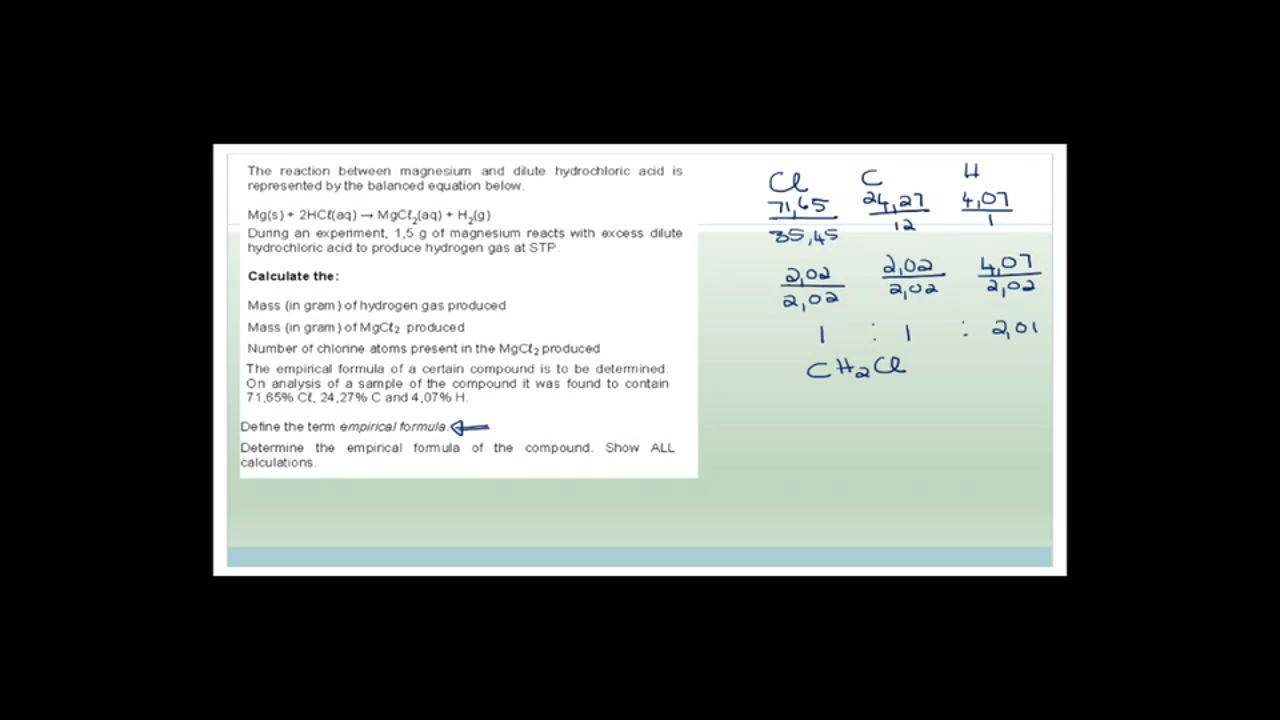 The reaction between magnesium and dilute hydrochloric acid is
represented by the balanced equation below.
Mg(s) + 2HCℓ(aq) → MgCℓ₂(aq) + H₂(g)
During an experiment, 1,5 g of magnesium reacts with excess dilute
hydrochloric acid to produce hydrogen gas at STP.
Calculate the:
Mass (in gram) of hydrogen gas produced
Mass (in gram) of MgCℓ₂ produced
Number of chlorine atoms present in the MgCℓ₂ produced
The empirical formula of a certain compound is to be determined.
On analysis of a sample of the compound it was found to contain
71,65% Cℓ, 24,27% C and 4,07% H.
Define the term empirical formula.
Determine the empirical formula of the compound. Show ALL
calculations.
Cl C H
71,65 24,27 4,07
35,45 12 1
2,02 2,02 4,07
2,02 2,02 2,02
1 : 1 : 2,01
CH₂Cl